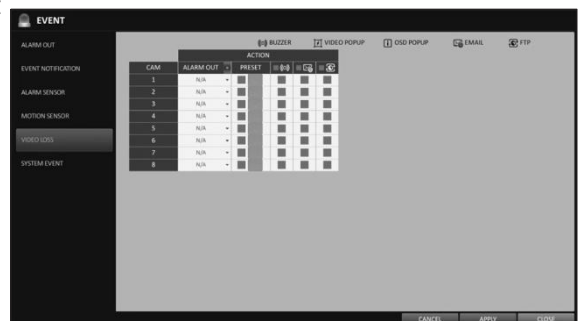 EVENT
ALARM OUT
EVENT NOTIFICATION
ALARM SENSOR
MOTION SENSOR
VIDEO LOSS
SYSTEM EVENT
BUZZER VIDEO POPUP OSD POPUP EMAIL FTP
ACTION
CAM ALARM OUT PRESET
1 N/A
2 N/A
3 N/A
4 N/A
5 N/A
6 N/A
7 N/A
8 N/A
CANCEL APPLY CLOSE